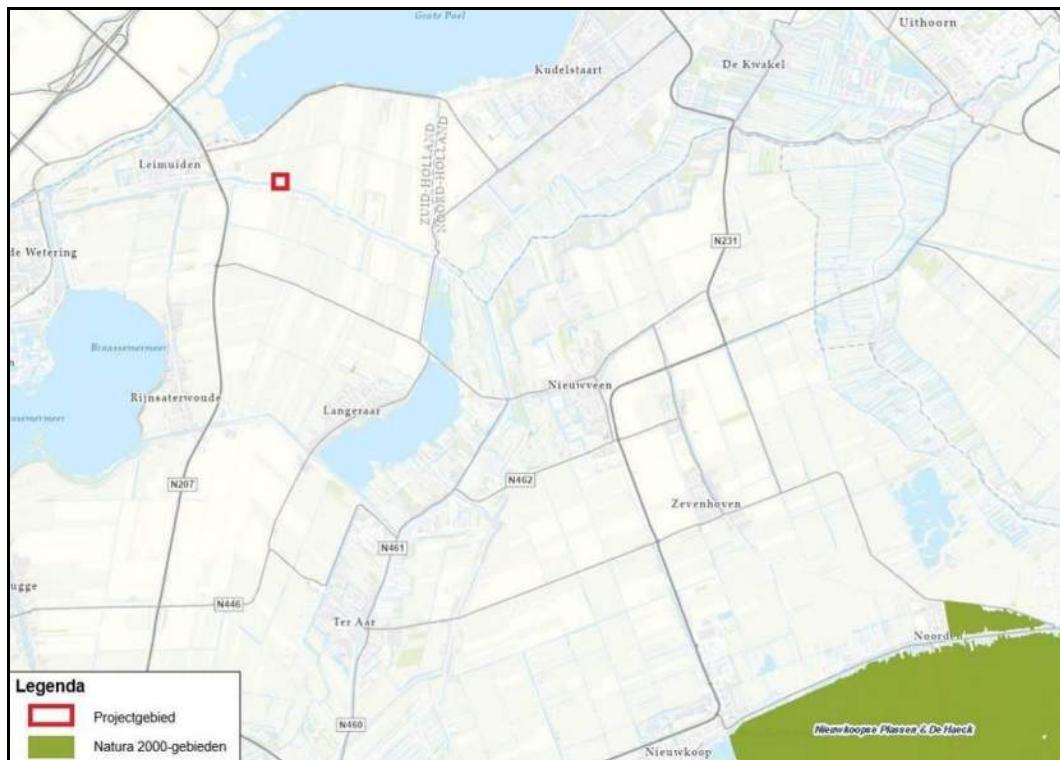 Grote Poel
Uithoorn
De Kwakel
Kudelstaart
Leimuiden
ZUID-HOLLAND
NOORD-HOLLAND
N231
de Wetering
Braassemermeer
Nieuwveen
Rijnsaterwoude
Langeraar
N207
N462
Zevenhoven
N461
ugge
N446
Ter Aar
Noorden
Legenda
Projectgebied
Natura 2000-gebieden
N460
Nieuwkoop
Nieuwkoopse Plassen & De Haeck